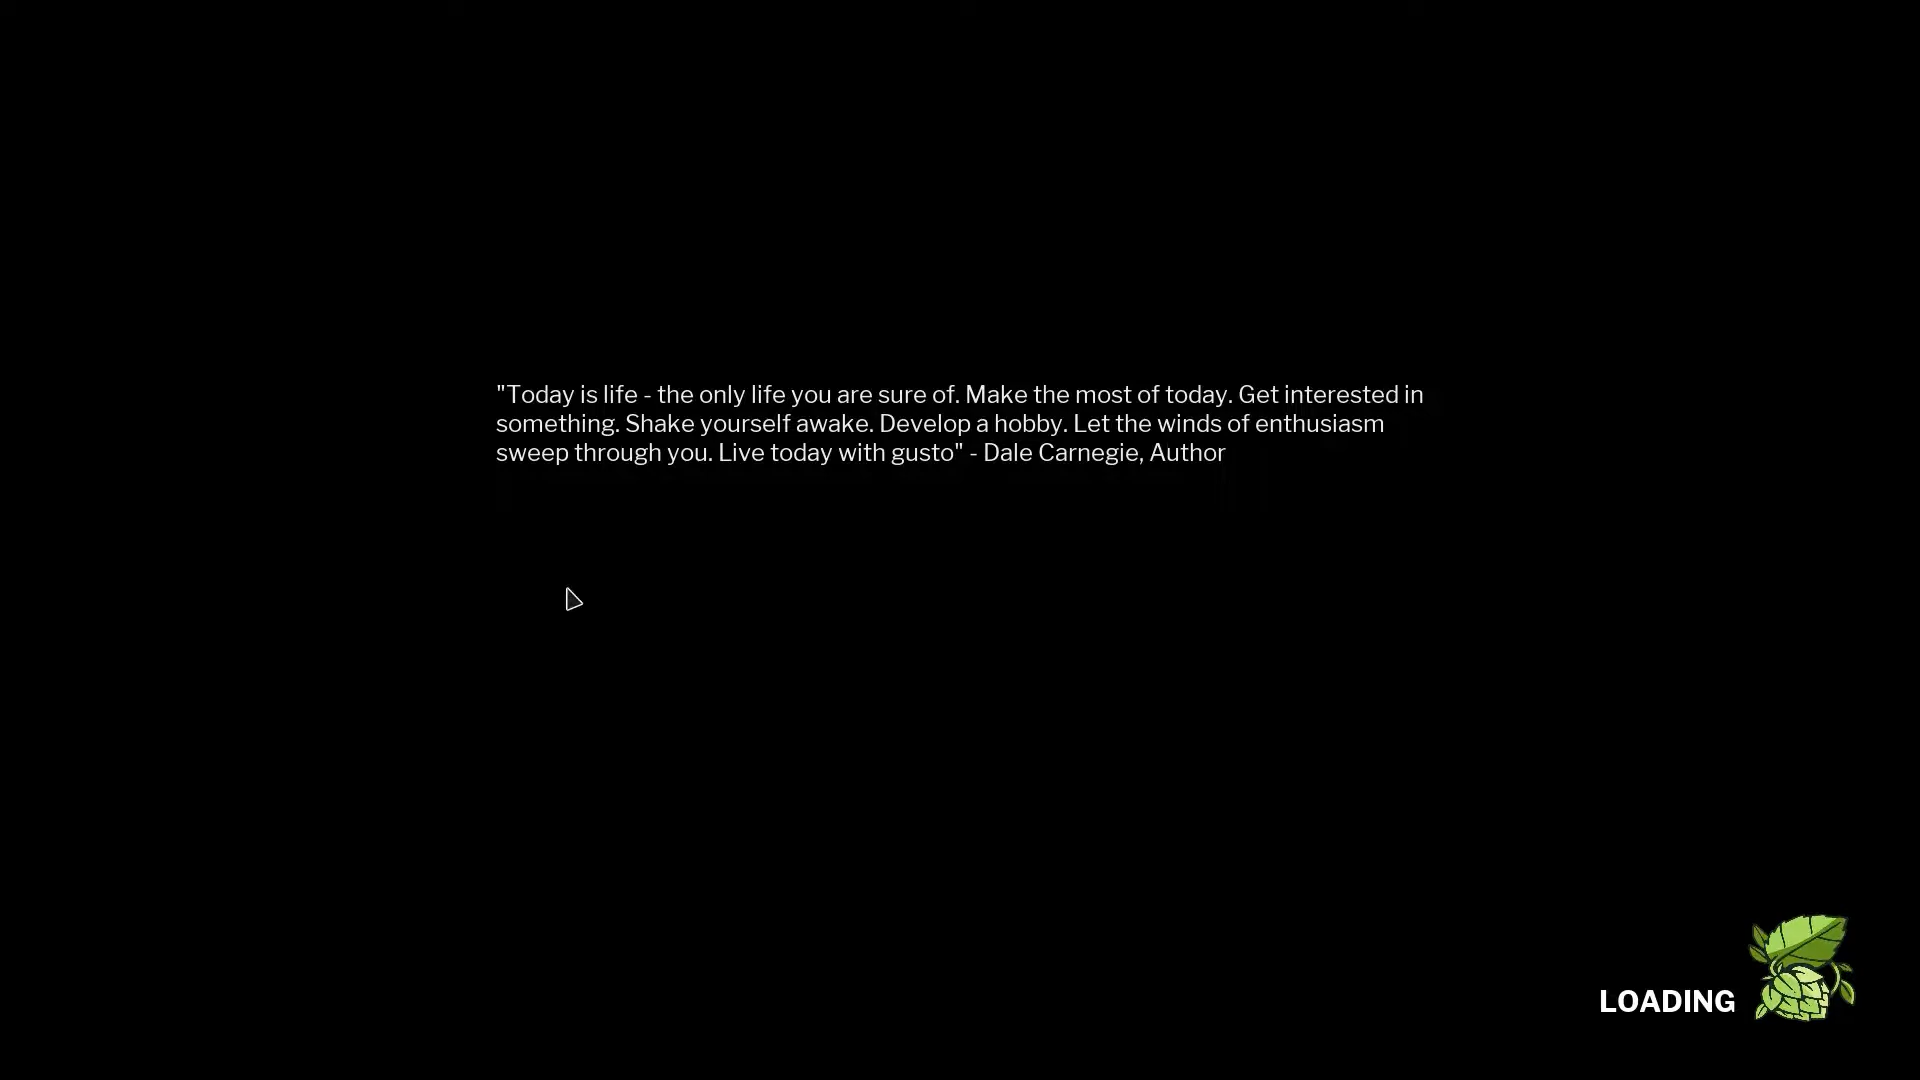 "Today is life - the only life you are sure of. Make the most of today. Get interested in
something. Shake yourself awake. Develop a hobby. Let the winds of enthusiasm
sweep through you. Live today with gusto" - Dale Carnegie, Author
LOADING